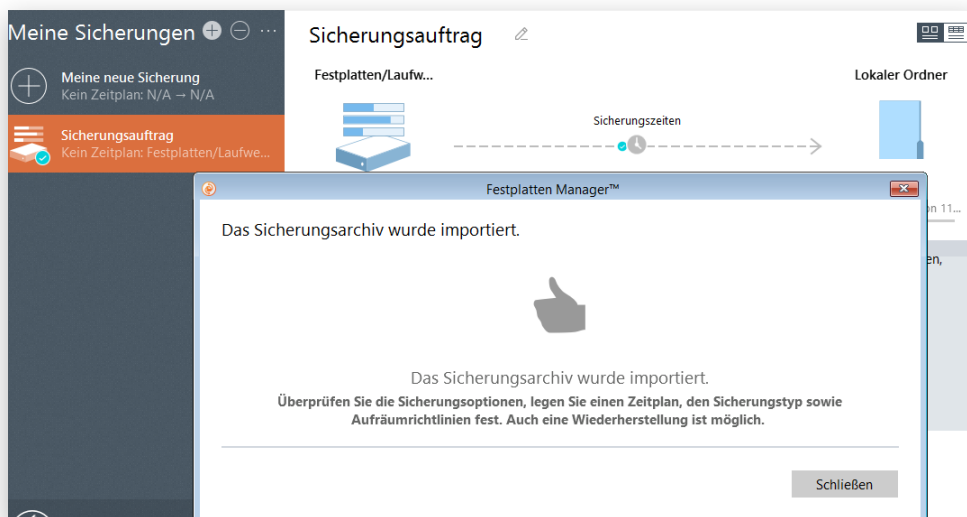 Meine Sicherungen
Sicherungsauftrag
Meine neue Sicherung
Kein Zeitplan: N/A → N/A
Sicherungsauftrag
Kein Zeitplan: Festplatten/Laufwe...
Festplatten/Laufw...
Lokaler Ordner
Sicherungszeiten
11...
Festplatten Manager™
Das Sicherungsarchiv wurde importiert.
Das Sicherungsarchiv wurde importiert.
Überprüfen Sie die Sicherungsoptionen, legen Sie einen Zeitplan, den Sicherungstyp sowie
Aufräumrichtlinien fest. Auch eine Wiederherstellung ist möglich.
Schließen